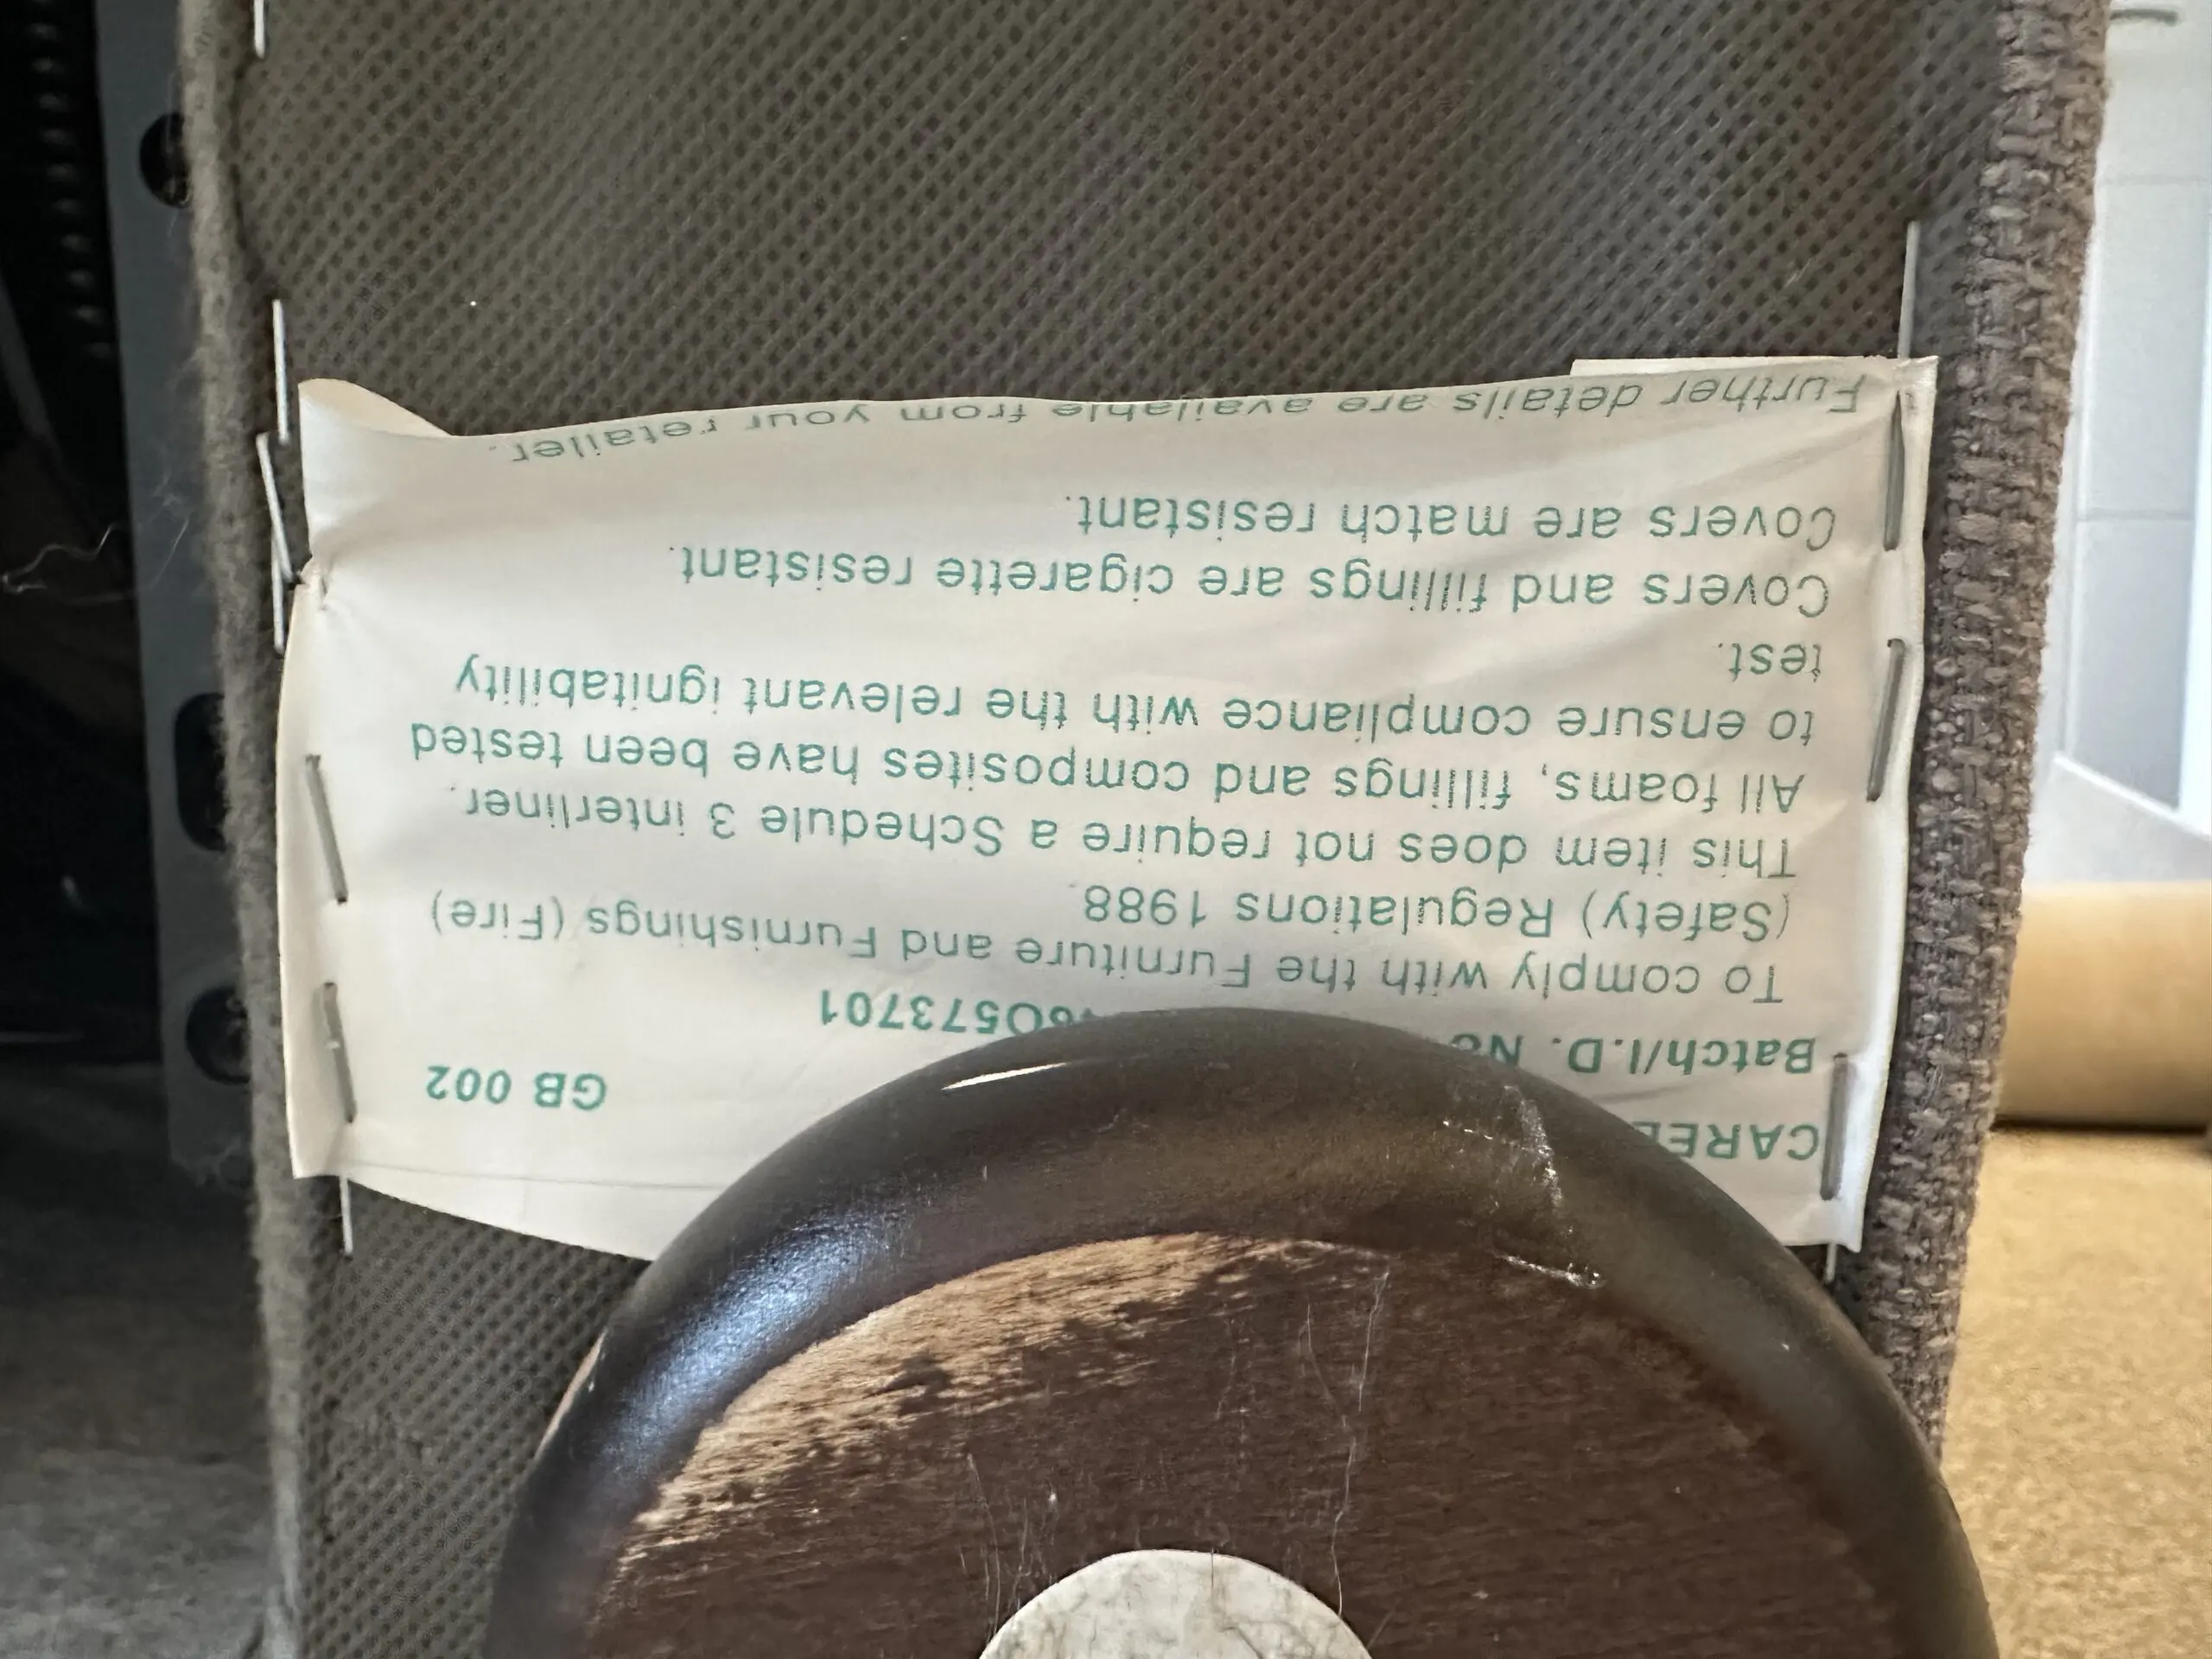 GB 002
Batch/I.D. 573701
To comply with the Furniture and Furnishings (Fire)
(Safety) Regulations 1988
This item does not require a Schedule 3 interliner.
All foams, fillings, and composites have been tested
to ensure compliance with the relevant ignitability
test.
Covers and fillings are cigarette resistant.
Covers are match resistant.
Further details are available from your retailer.